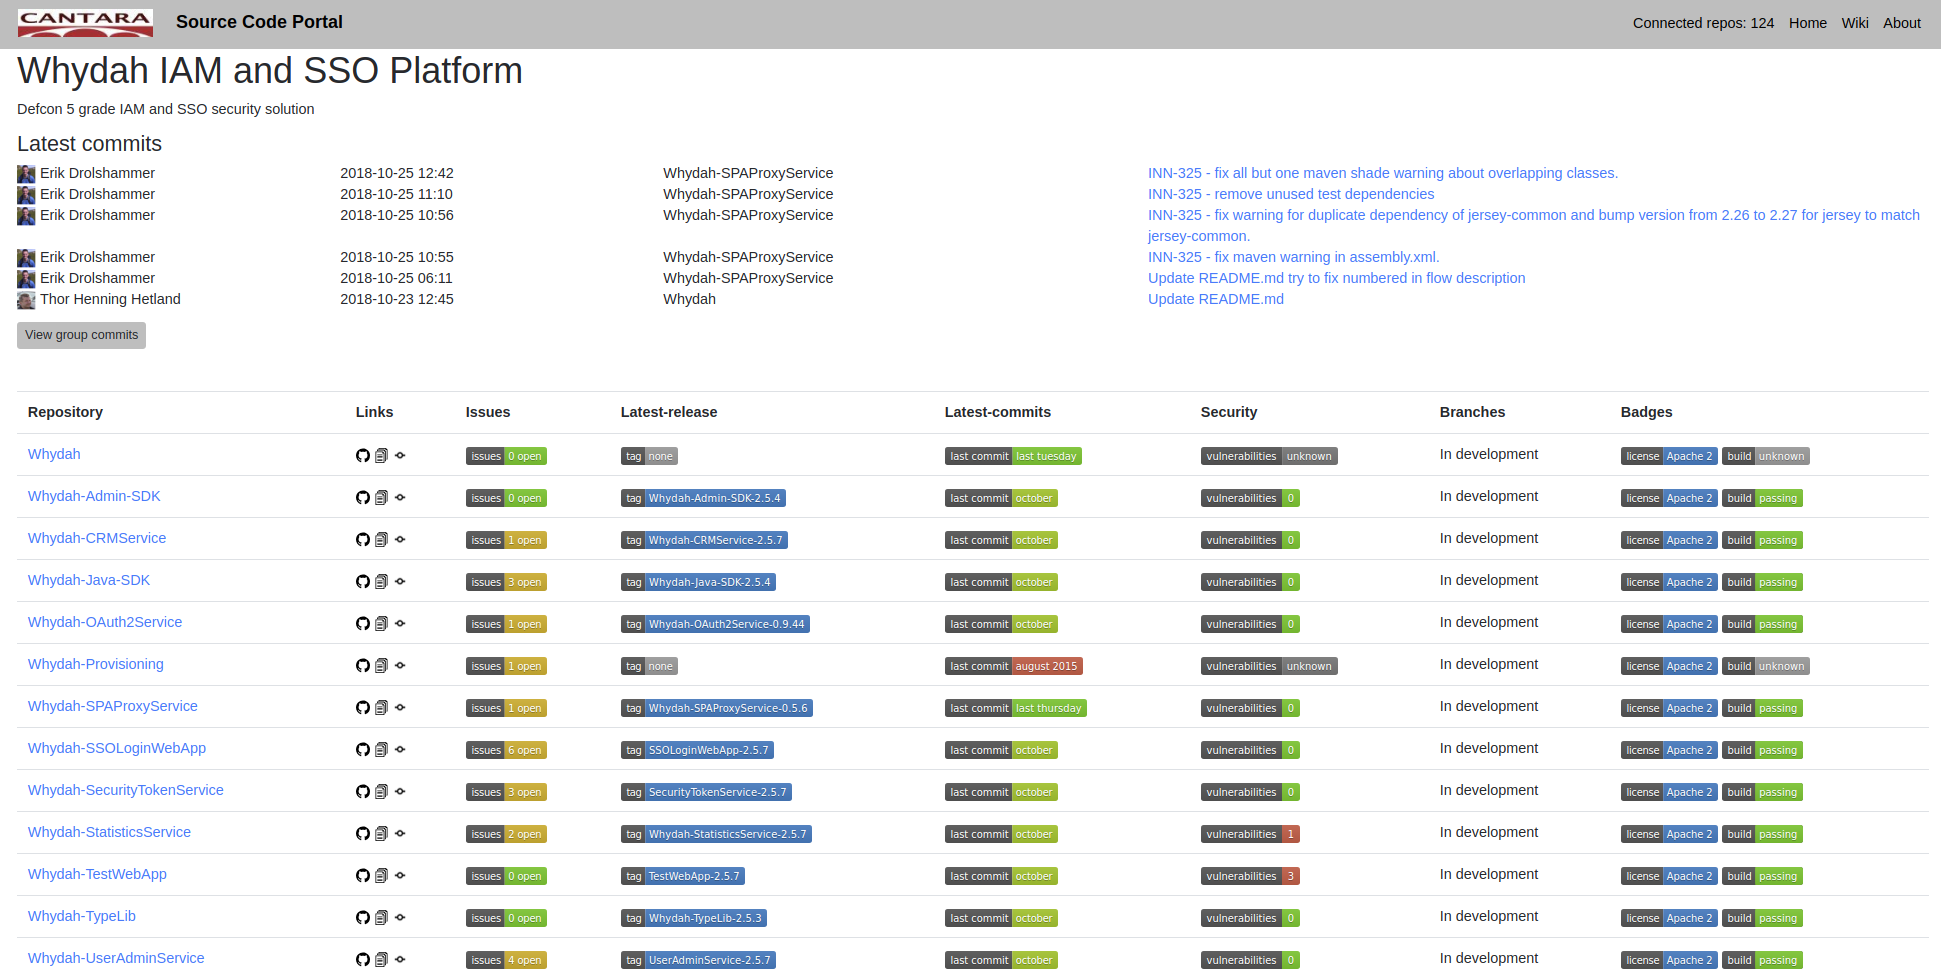 CANTARA Source Code Portal Connected repos: 124 Home Wiki About
Whydah IAM and SSO Platform
Defcon 5 grade IAM and SSO security solution
Latest commits
Erik Drolshammer 2018-10-25 12:42 Whydah-SPAProxyService INN-325 - fix all but one maven shade warning about overlapping classes.
Erik Drolshammer 2018-10-25 11:10 Whydah-SPAProxyService INN-325 - remove unused test dependencies
Erik Drolshammer 2018-10-25 10:56 Whydah-SPAProxyService INN-325 - fix warning for duplicate dependency of jersey-common and bump version from 2.26 to 2.27 for jersey to match
jersey-common.
Erik Drolshammer 2018-10-25 10:55 Whydah-SPAProxyService INN-325 - fix maven warning in assembly.xml.
Erik Drolshammer 2018-10-25 06:11 Whydah-SPAProxyService Update README.md try to fix numbered in flow description
Thor Henning Hetland 2018-10-23 12:45 Whydah Update README.md
View group commits
Repository Links Issues Latest-release Latest-commits Security Branches Badges
Whydah issues 0 open tag none last commit last tuesday vulnerabilities unknown In development license Apache 2 build unknown
Whydah-Admin-SDK issues 0 open tag Whydah-Admin-SDK-2.5.4 last commit october vulnerabilities 0 In development license Apache 2 build passing
Whydah-CRMService issues 1 open tag Whydah-CRMService-2.5.7 last commit october vulnerabilities 0 In development license Apache 2 build passing
Whydah-Java-SDK issues 3 open tag Whydah-Java-SDK-2.5.4 last commit october vulnerabilities 0 In development license Apache 2 build passing
Whydah-OAuth2Service issues 1 open tag Whydah-OAuth2Service-0.9.44 last commit october vulnerabilities 0 In development license Apache 2 build passing
Whydah-Provisioning issues 1 open tag none last commit august 2015 vulnerabilities unknown In development license Apache 2 build unknown
Whydah-SPAProxyService issues 1 open tag Whydah-SPAProxyService-0.5.6 last commit last thursday vulnerabilities 0 In development license Apache 2 build passing
Whydah-SSOLoginWebApp issues 6 open tag SSOLoginWebApp-2.5.7 last commit october vulnerabilities 0 In development license Apache 2 build passing
Whydah-SecurityTokenService issues 3 open tag SecurityTokenService-2.5.7 last commit october vulnerabilities 0 In development license Apache 2 build passing
Whydah-StatisticsService issues 2 open tag Whydah-StatisticsService-2.5.7 last commit october vulnerabilities 1 In development license Apache 2 build passing
Whydah-TestWebApp issues 0 open tag TestWebApp-2.5.7 last commit october vulnerabilities 3 In development license Apache 2 build passing
Whydah-TypeLib issues 0 open tag Whydah-TypeLib-2.5.3 last commit october vulnerabilities 0 In development license Apache 2 build passing
Whydah-UserAdminService issues 4 open tag UserAdminService-2.5.7 last commit october vulnerabilities 0 In development license Apache 2 build passing